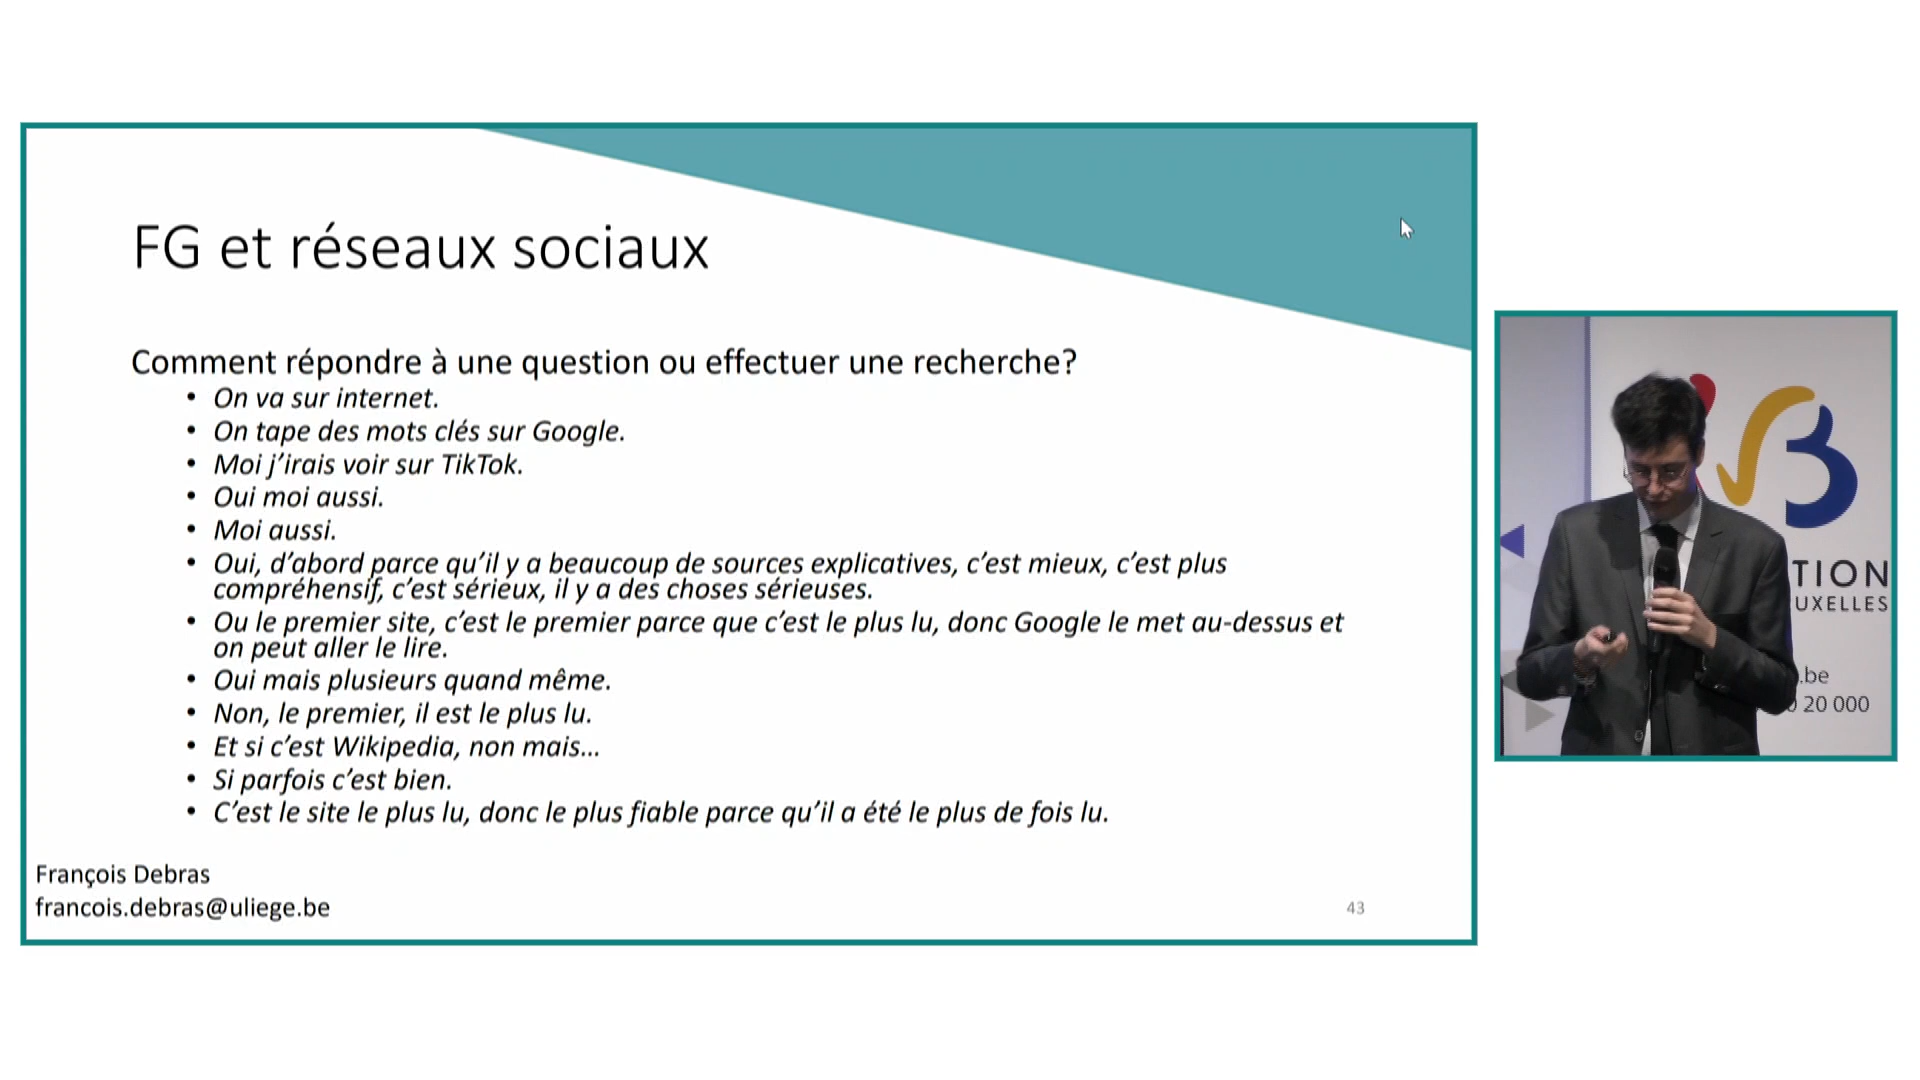 FG et réseaux sociaux
Comment répondre à une question ou effectuer une recherche?
• On va sur internet.
• On tape des mots clés sur Google.
• Moi j’irais voir sur TikTok.
• Oui moi aussi.
• Moi aussi.
• Oui, d’abord parce qu’il y a beaucoup de sources explicatives, c’est mieux, c’est plus
compréhensif, c’est sérieux, il y a des choses sérieuses.
• Ou le premier site, c’est le premier parce que c’est le plus lu, donc Google le met au-dessus et
on peut aller le lire.
• Oui mais plusieurs quand même.
• Non, le premier, il est le plus lu.
• Et si c’est Wikipedia, non mais…
• Si parfois c’est bien.
• C’est le site le plus lu, donc le plus fiable parce qu’il a été le plus de fois lu.
François Debras
francois.debras@uliege.be
43
TION
UXELLES
.be
20 000